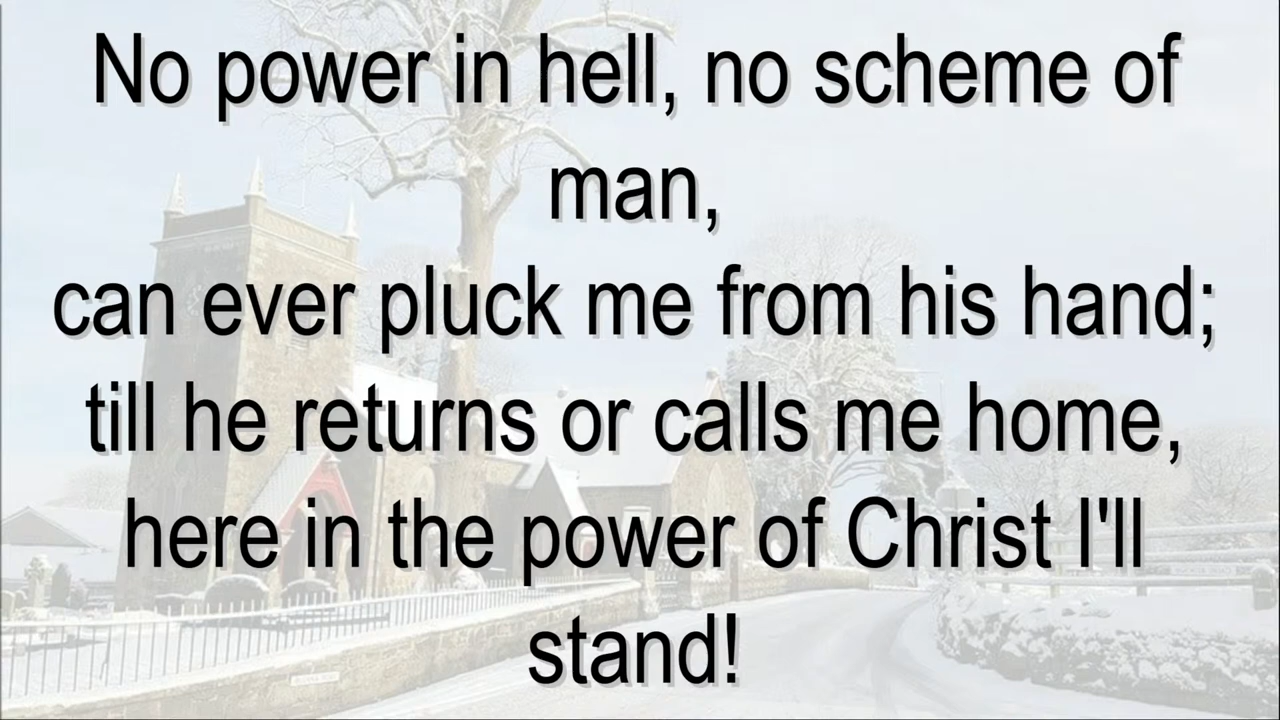 No power in hell, no scheme of
man,
can ever pluck me from his hand;
till he returns or calls me home,
here in the power of Christ I'll
stand!